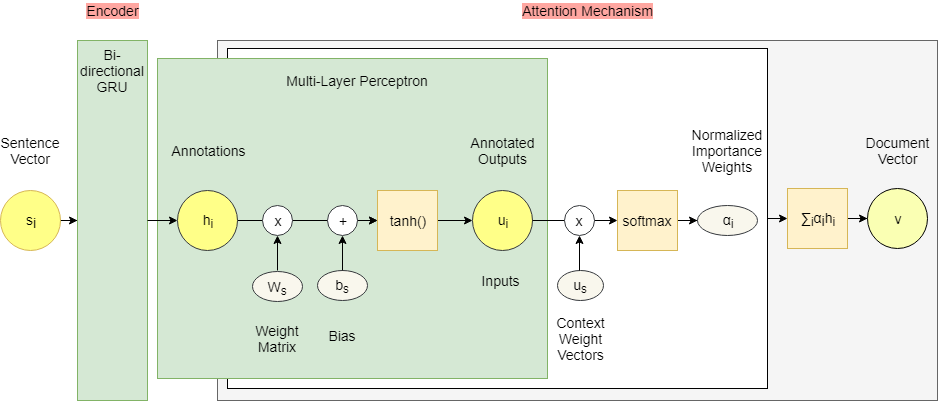 Encoder
Attention Mechanism
Bi-
directional
GRU
Multi-Layer Perceptron
Sentence
Vector
Annotations
Annotated
Outputs
Normalized
Importance
Weights
Document
Vector
sᵢ
hᵢ
x
+
tanh()
uᵢ
x
softmax
αᵢ
∑ᵢαᵢhᵢ
v
Wₛ
bₛ
Inputs
uₛ
Weight
Matrix
Bias
Context
Weight
Vectors